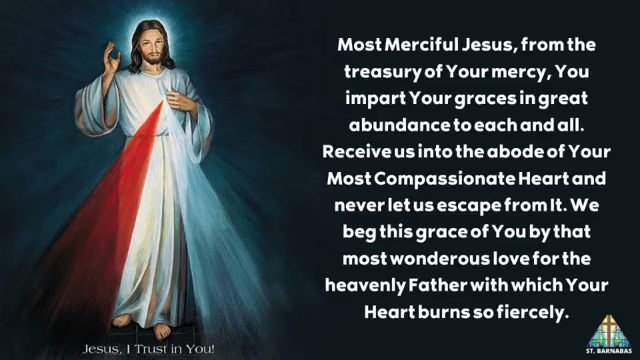 Most Merciful Jesus, from the
treasury of Your mercy, You
impart Your graces in great
abundance to each and all.
Receive us into the abode of Your
Most Compassionate Heart and
never let us escape from It. We
beg this grace of You by that
most wonderous love for the
heavenly Father with which Your
Heart burns so fiercely.
Jesus, I Trust in You!
ST. BARNABAS